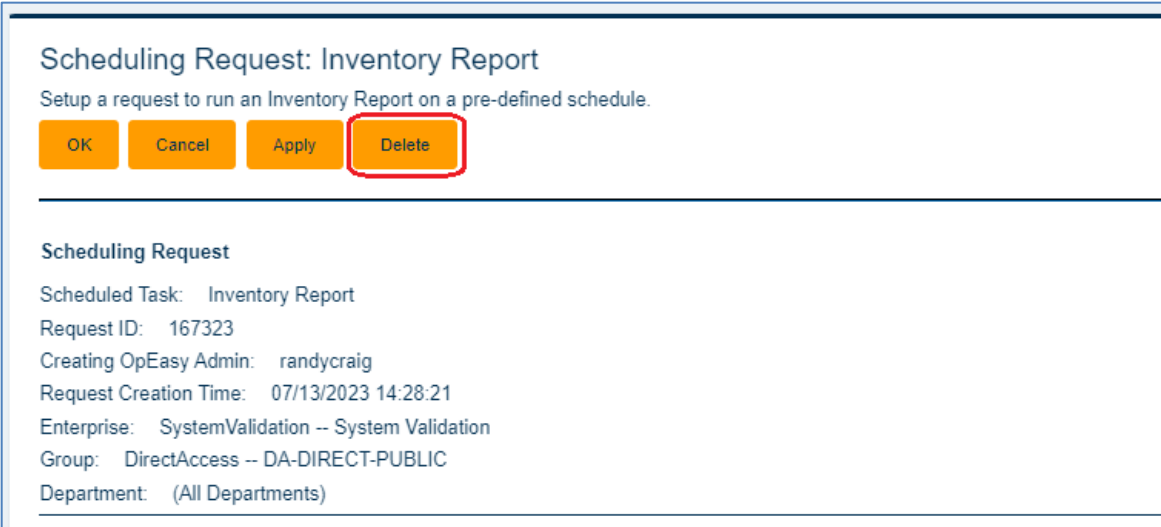 Scheduling Request: Inventory Report
Setup a request to run an Inventory Report on a pre-defined schedule.
OK Cancel Apply Delete
Scheduling Request
Scheduled Task: Inventory Report
Request ID: 167323
Creating OpEasy Admin: randycraig
Request Creation Time: 07/13/2023 14:28:21
Enterprise: SystemValidation -- System Validation
Group: DirectAccess -- DA-DIRECT-PUBLIC
Department: (All Departments)